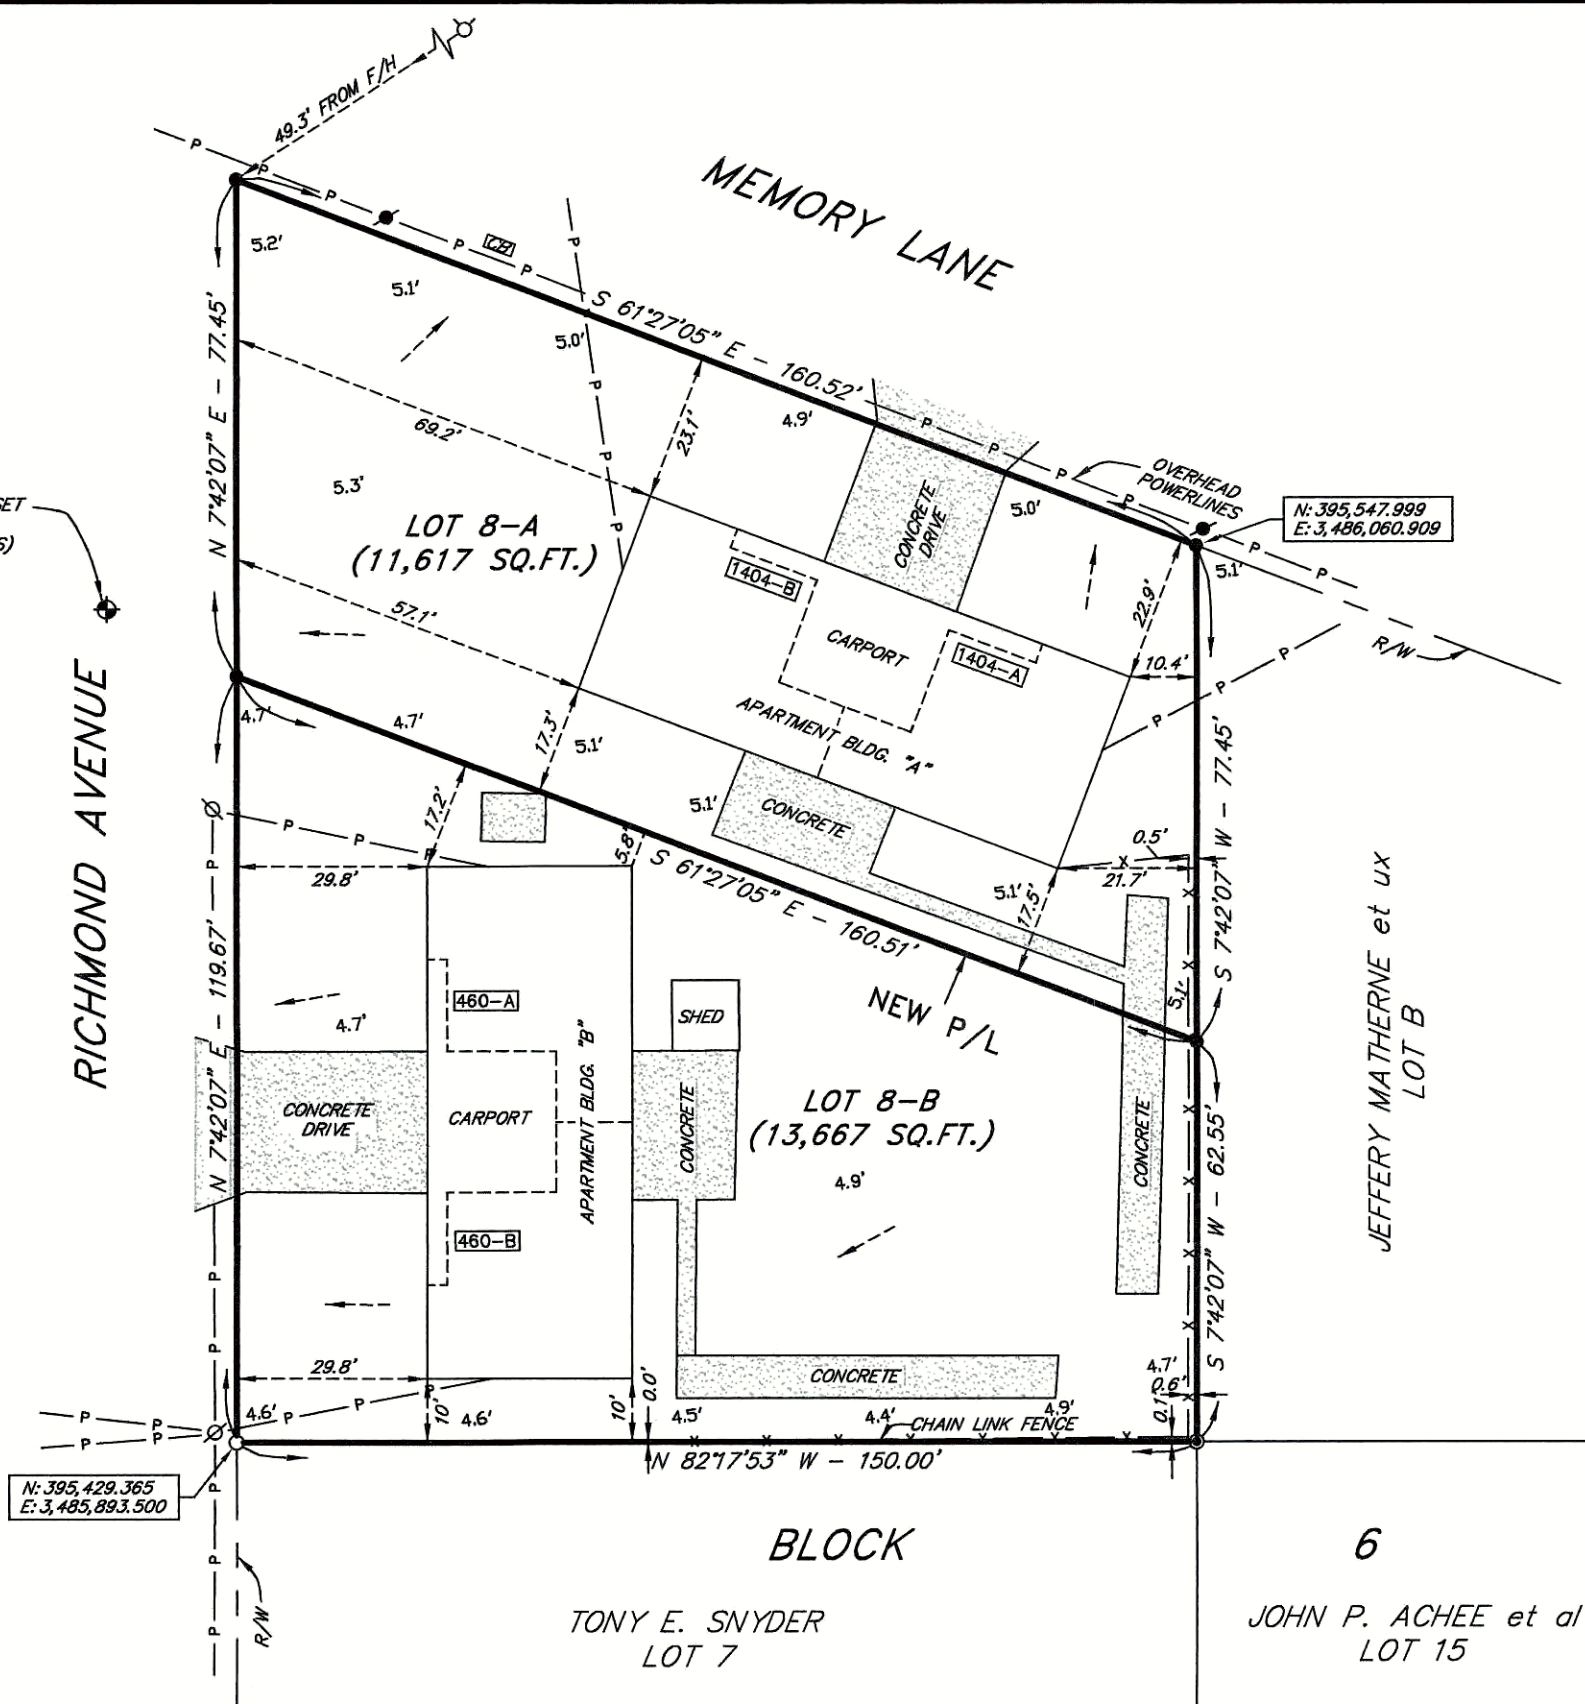 49.3' FROM F/H
MEMORY LANE
P P P P P P P
CB
5.2'
5.1'
5.0'
S 61°27'05" E - 160.52'
4.9'
N 7°42'07" E - 77.45'
69.2'
23.1'
5.3'
LOT 8-A
(11,617 SQ.FT.)
CONCRETE
DRIVE
5.0'
OVERHEAD
POWERLINES
N: 395,547.999
E: 3,486,060.909
5.1'
R/W
SET
1404-B
CARPORT
1404-A
22.9'
10.4'
57.1'
APARTMENT BLDG. "A"
RICHMOND AVENUE
4.7'
4.7'
17.3'
5.1'
5.1'
CONCRETE
S 7°42'07" W - 77.45'
17.2'
5.8'
S 61°27'05" E - 160.51'
0.5'
21.7'
5.1'
17.5'
29.8'
N 7°42'07" E - 119.67'
460-A
4.7'
SHED
NEW P/L
5.1'
JEFFERY MATHERNE et ux
LOT B
CONCRETE
DRIVE
CARPORT
APARTMENT BLDG. "B"
CONCRETE
LOT 8-B
(13,667 SQ.FT.)
4.9'
CONCRETE
S 7°42'07" W - 62.55'
460-B
29.8'
4.6'
10'
4.6'
10'
0.0'
CONCRETE
4.5'
4.4'
4.9'
CHAIN LINK FENCE
4.7'
0.6'
0.1'
N 82°17'53" W - 150.00'
N: 395,429.365
E: 3,485,893.500
R/W
BLOCK 6
TONY E. SNYDER
LOT 7
JOHN P. ACHEE et al
LOT 15